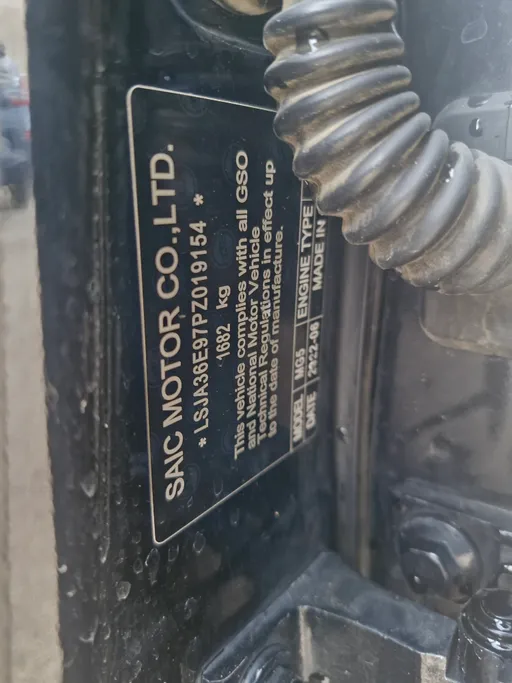 SAIC MOTOR CO.,LTD.
* LSJA36E97PZ019154 *
1682 kg
This vehicle complies with all GSO
and National Motor Vehicle
Technical Regulations in effect up
to the date of manufacture.
MODEL MG5 ENGINE TYPE
DATE 2022-06 MADE IN